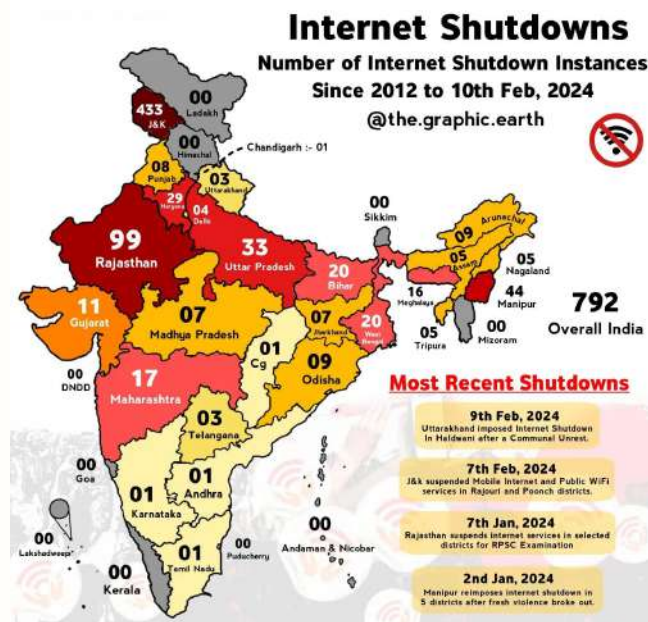 Internet Shutdowns
Number of Internet Shutdown Instances
Since 2012 to 10th Feb, 2024
@the.graphic.earth
433
J&K
00
Ladakh
00
Himachal
Chandigarh :- 01
08
Punjab
03
Uttarakhand
29
Haryana
04
Delhi
99
Rajasthan
33
Uttar Pradesh
00
Sikkim
09
Arunachal
05
Assam
05
Nagaland
20
Bihar
16
Meghalaya
44
Manipur
792
Overall India
11
Gujarat
07
Madhya Pradesh
07
Jharkhand
20
West
Bengal
05
Tripura
00
Mizoram
00
DNDD
01
Cg
09
Odisha
17
Maharashtra
03
Telangana
00
Goa
01
Karnataka
01
Andhra
00
Lakshadweep
00
Kerala
01
Tamil Nadu
00
Puducherry
00
Andaman & Nicobar
Most Recent Shutdowns
9th Feb, 2024
Uttarakhand imposed Internet Shutdown
In Haldwani after a Communal Unrest.
7th Feb, 2024
J&k suspended Mobile Internet and Public WiFi
services in Rajouri and Poonch districts.
7th Jan, 2024
Rajasthan suspends internet services in selected
districts for RPSC Examination
2nd Jan, 2024
Manipur reimposes internet shutdown in
5 districts after fresh violence broke out.